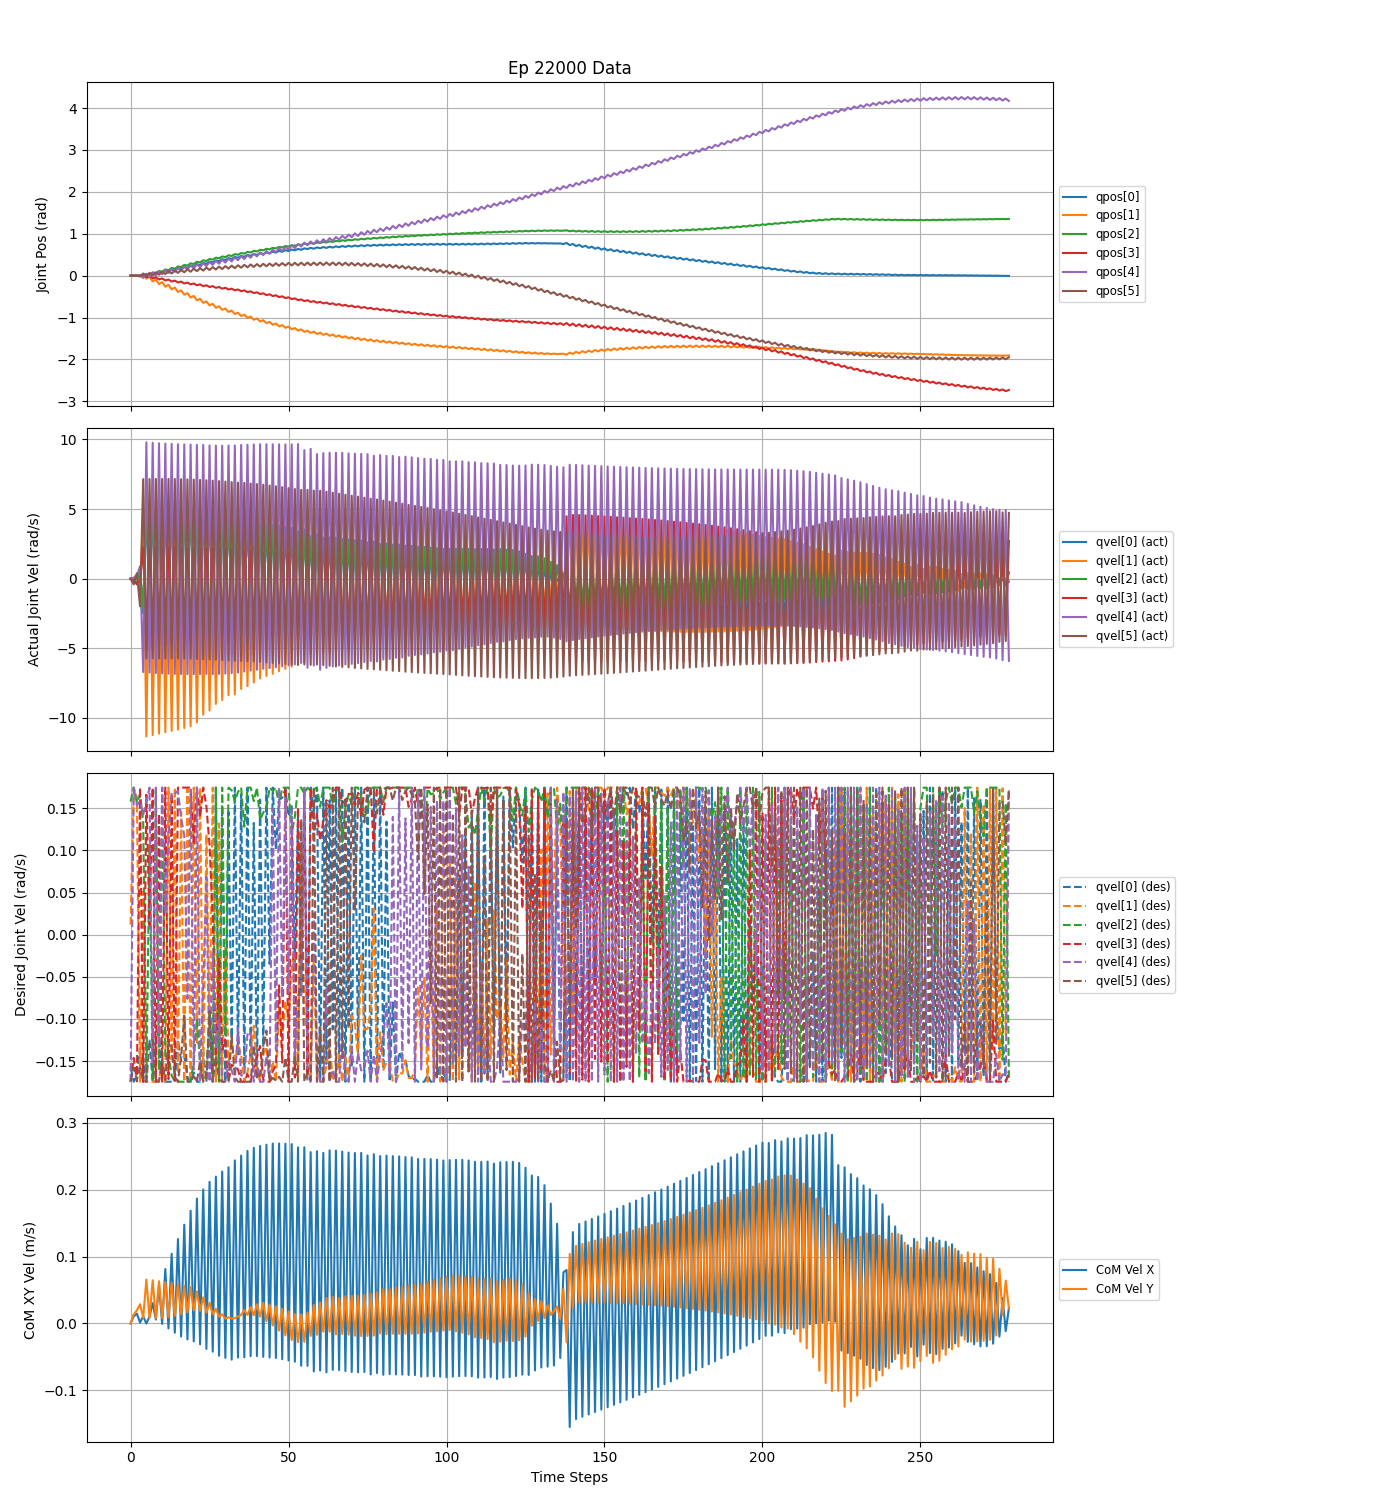 Ep 22000 Data
Joint Pos (rad)
4
3
2
1
0
−1
−2
−3
qpos[0]
qpos[1]
qpos[2]
qpos[3]
qpos[4]
qpos[5]
Actual Joint Vel (rad/s)
10
5
0
−5
−10
qvel[0] (act)
qvel[1] (act)
qvel[2] (act)
qvel[3] (act)
qvel[4] (act)
qvel[5] (act)
Desired Joint Vel (rad/s)
0.15
0.10
0.05
0.00
−0.05
−0.10
−0.15
qvel[0] (des)
qvel[1] (des)
qvel[2] (des)
qvel[3] (des)
qvel[4] (des)
qvel[5] (des)
CoM XY Vel (m/s)
0.3
0.2
0.1
0.0
−0.1
CoM Vel X
CoM Vel Y
0 50 100 150 200 250
Time Steps